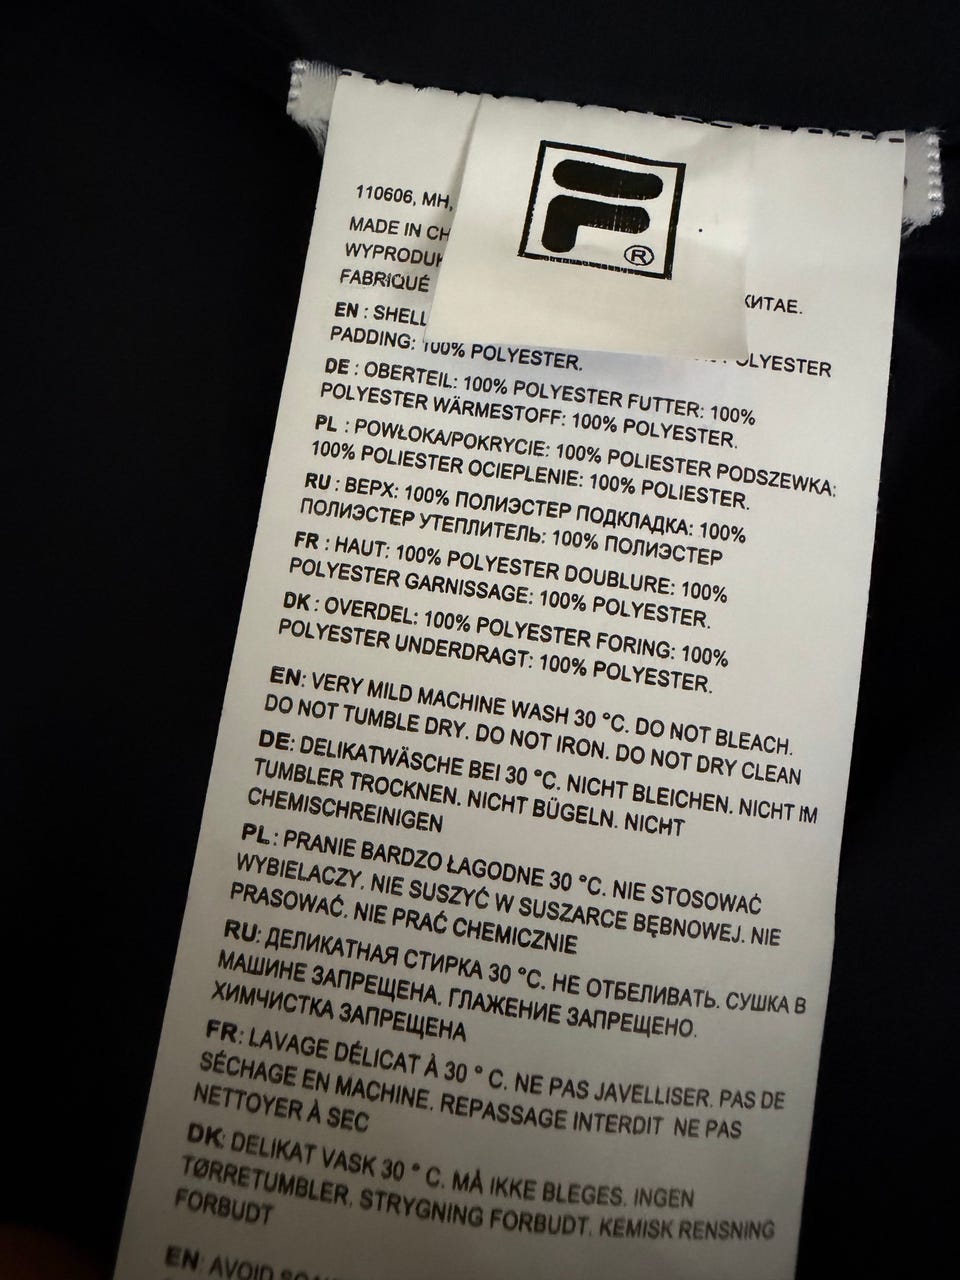 ®
110606, MH,
MADE IN CH
WYPRODUK
FABRIQUÉ КИТАЕ.
EN : SHELL OLYESTER
PADDING: 100% POLYESTER.
DE : OBERTEIL: 100% POLYESTER FUTTER: 100%
POLYESTER WÄRMESTOFF: 100% POLYESTER.
PL : POWŁOKA/POKRYCIE: 100% POLIESTER PODSZEWKA:
100% POLIESTER OCIEPLENIE: 100% POLIESTER.
RU : ВЕРХ: 100% ПОЛИЭСТЕР ПОДКЛАДКА: 100%
ПОЛИЭСТЕР УТЕПЛИТЕЛЬ: 100% ПОЛИЭСТЕР
FR : HAUT: 100% POLYESTER DOUBLURE: 100%
POLYESTER GARNISSAGE: 100% POLYESTER.
DK : OVERDEL: 100% POLYESTER FORING: 100%
POLYESTER UNDERDRAGT: 100% POLYESTER.
EN: VERY MILD MACHINE WASH 30 °C. DO NOT BLEACH.
DO NOT TUMBLE DRY. DO NOT IRON. DO NOT DRY CLEAN
DE: DELIKATWÄSCHE BEI 30 °C. NICHT BLEICHEN. NICHT IM
TUMBLER TROCKNEN. NICHT BÜGELN. NICHT
CHEMISCHREINIGEN
PL: PRANIE BARDZO ŁAGODNE 30 °C. NIE STOSOWAĆ
WYBIELACZY. NIE SUSZYĆ W SUSZARCE BĘBNOWEJ. NIE
PRASOWAĆ. NIE PRAĆ CHEMICZNIE
RU: ДЕЛИКАТНАЯ СТИРКА 30 °C. НЕ ОТБЕЛИВАТЬ. СУШКА В
МАШИНЕ ЗАПРЕЩЕНА. ГЛАЖЕНИЕ ЗАПРЕЩЕНО.
ХИМЧИСТКА ЗАПРЕЩЕНА
FR: LAVAGE DÉLICAT À 30 ° C. NE PAS JAVELLISER. PAS DE
SÉCHAGE EN MACHINE. REPASSAGE INTERDIT NE PAS
NETTOYER À SEC
DK: DELIKAT VASK 30 ° C. MÅ IKKE BLEGES. INGEN
TØRRETUMBLER. STRYGNING FORBUDT. KEMISK RENSNING
FORBUDT
EN: AVOID